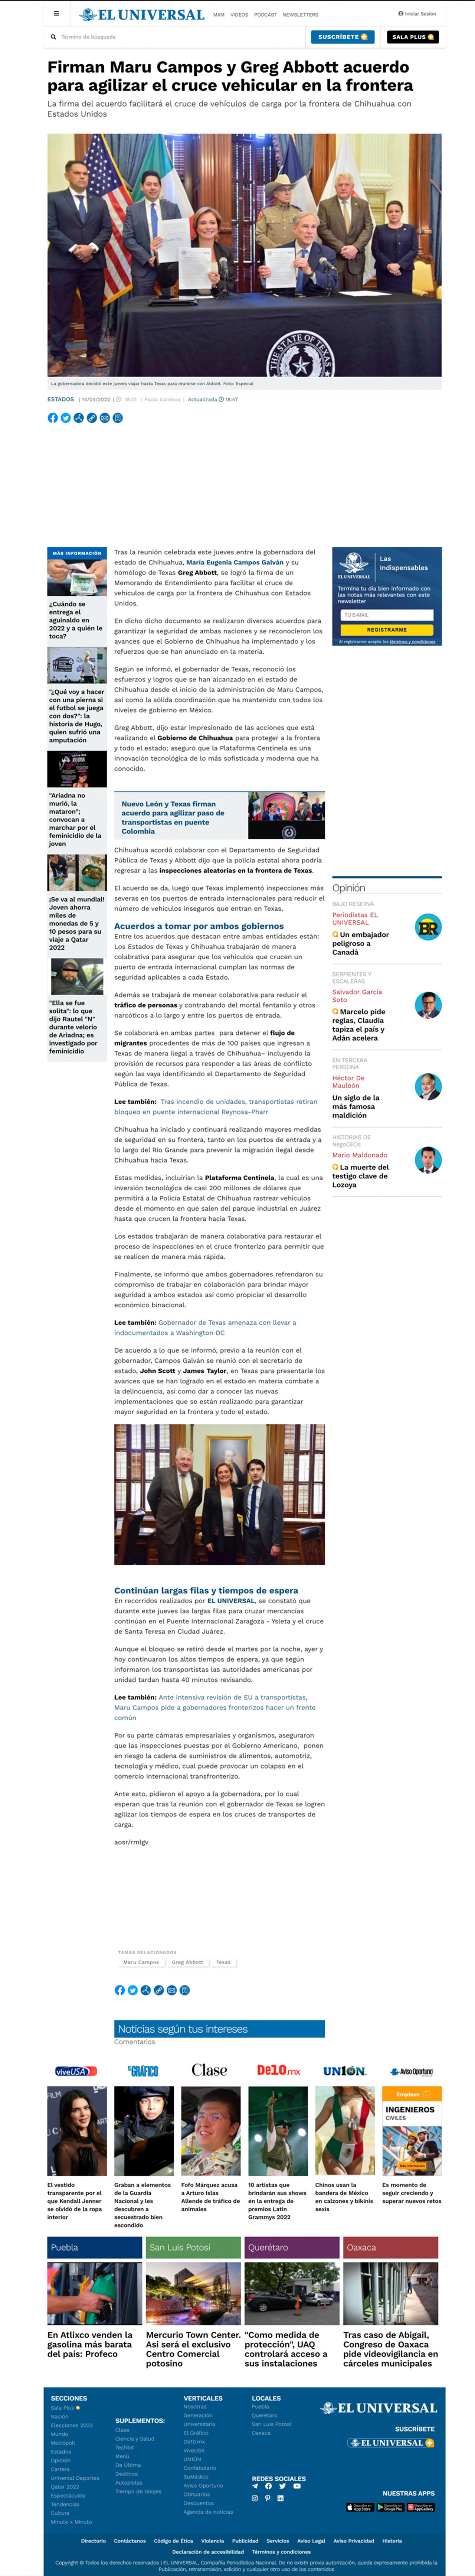 EL UNIVERSAL
MXM VIDEOS PODCAST NEWSLETTERS
Iniciar Sesión
Término de búsqueda
SUSCRÍBETE
SALA PLUS
Firman Maru Campos y Greg Abbott acuerdo
para agilizar el cruce vehicular en la frontera
La firma del acuerdo facilitará el cruce de vehículos de carga por la frontera de Chihuahua con
Estados Unidos
THE STATE OF TEXAS
La gobernadora decidió este jueves viajar hasta Texas para reunirse con Abbott. Foto: Especial
ESTADOS | 14/04/2022 | 18:01 | Paola Gamboa | Actualizada 18:47
MÁS INFORMACIÓN
¿Cuándo se
entrega el
aguinaldo en
2022 y a quién le
toca?
"¿Qué voy a hacer
con una pierna si
el futbol se juega
con dos?": la
historia de Hugo,
quien sufrió una
amputación
"Ariadna no
murió, la
mataron";
convocan a
marchar por el
feminicidio de la
joven
¡Se va al mundial!
Joven ahorra
miles de
monedas de 5 y
10 pesos para su
viaje a Qatar
2022
"Ella se fue
solita": lo que
dijo Rautel "N"
durante velorio
de Ariadna; es
investigado por
feminicidio
Tras la reunión celebrada este jueves entre la gobernadora del
estado de Chihuahua, María Eugenia Campos Galván y su
homologo de Texas Greg Abbott, se logró la firma de un
Memorando de Entendimiento para facilitar el cruce de
vehículos de carga por la frontera de Chihuahua con Estados
Unidos.
En dicho dicho documento se realizaron diversos acuerdos para
garantizar la seguridad de ambas naciones y se reconocieron los
avances que el Gobierno de Chihuahua ha implementado y los
refuerzos que se han anunciado en la materia.
Según se informó, el gobernador de Texas, reconoció los
esfuerzos y logros que se han alcanzado en el estado de
Chihuahua desde el inicio de la administración de Maru Campos,
así como la sólida coordinación que ha mantenido con todos los
niveles de gobierno en México.
Greg Abbott, dijo estar impresionado de las acciones que está
realizando el Gobierno de Chihuahua para proteger a la frontera
y todo el estado; aseguró que la Plataforma Centinela es una
innovación tecnológica de lo más sofisticada y moderna que ha
conocido.
Nuevo León y Texas firman
acuerdo para agilizar paso de
transportistas en puente
Colombia
Chihuahua acordó colaborar con el Departamento de Seguridad
Pública de Texas y Abbott dijo que la policía estatal ahora podría
regresar a las inspecciones aleatorias en la frontera de Texas.
El acuerdo se da, luego que Texas implementó inspecciones más
severas en los puertos de entrada internacionales para reducir el
número de vehículos inseguros que entraban en Texas.
Acuerdos a tomar por ambos gobiernos
Entre los acuerdos que destacan entre ambas entidades están:
Los Estados de Texas y Chihuahua trabajarán de manera
colaborativa para asegurar que los vehículos que crucen un
puerto de entrada internacional cumplan las normas de
seguridad aplicables a cada Estado.
Además se trabajará de manear colaborativa para reducir el
tráfico de personas y contrabando del mortal fentanilo y otros
narcóticos a lo largo y entre los puertos de entrada.
Se colaborará en ambas partes para detener el flujo de
migrantes procedentes de más de 100 países que ingresan a
Texas de manera ilegal a través de Chihuahua– incluyendo la
provisión de recursos para responder a las áreas de conflicto
según las vaya identificando el Departamento de Seguridad
Pública de Texas.
Lee también: Tras incendio de unidades, transportistas retiran
bloqueo en puente internacional Reynosa-Pharr
Chihuahua ha iniciado y continuará realizando mayores medidas
de seguridad en su frontera, tanto en los puertos de entrada y a
lo largo del Río Grande para prevenir la migración ilegal desde
Chihuahua hacia Texas.
Estas medidas, incluirían la Plataforma Centinela, la cual es una
inversión tecnológica de casi 200 millones de dólares que
permitirá a la Policía Estatal de Chihuahua rastrear vehículos
desde el momento en que salen del parque industrial en Juárez
hasta que crucen la frontera hacia Texas.
Los estados trabajarán de manera colaborativa para restaurar el
proceso de inspecciones en el cruce fronterizo para permitir que
se realicen de manera más rápida.
Finalmente, se informó que ambos gobernadores refrendaron su
compromiso de trabajar en colaboración para brindar mayor
seguridad a ambos estados así como propiciar el desarrollo
económico binacional.
Lee también: Gobernador de Texas amenaza con llevar a
indocumentados a Washington DC
De acuerdo a lo que se informó, previo a la reunión con el
gobernador, Campos Galván se reunió con el secretario de
estado, John Scott y James Taylor, en Texas para presentarle los
avances que se han logrado en el estado en materia combate a
la delincuencia, así como dar a conocer las nuevas
implementaciones que se están realizando para garantizar
mayor seguridad en la frontera y todo el estado.
Continúan largas filas y tiempos de espera
En recorridos realizados por EL UNIVERSAL, se constató que
durante este jueves las largas filas para cruzar mercancías
continúan en el Puente Internacional Zaragoza - Ysleta y el cruce
de Santa Teresa en Ciudad Juárez.
Aunque el bloqueo se retiró desde el martes por la noche, ayer y
hoy continuaron los altos tiempos de espera, ya que según
informaron los transportistas las autoridades americanas por
unidad tardan hasta 40 minutos revisando.
Lee también: Ante intensiva revisión de EU a transportistas,
Maru Campos pide a gobernadores fronterizos hacer un frente
común
Por su parte cámaras empresariales y organismos, aseguraron
que las inspecciones puestas por el Gobierno Americano, ponen
en riesgo la cadena de suministros de alimentos, automotriz,
tecnología y médico, cual puede provocar un colapso en el
comercio internacional transfronterizo.
Ante esto, pidieron el apoyo a la gobernadora, por lo cual
esperan que tras la reunión con el gobernador de Texas se logren
agilizar los tiempos de espera en los cruces de transportes de
carga.
aosr/rmlgv
Las
Indispensables
EL UNIVERSAL
Termina tu día bien informado con
las notas más relevantes con este
newsletter
TU E-MAIL
REGISTRARME
Al registrarme acepto los términos y condiciones
Opinión
BAJO RESERVA
Periodistas EL
UNIVERSAL
Un embajador
peligroso a
Canadá
BR
SERPIENTES Y
ESCALERAS
Salvador García
Soto
Marcelo pide
reglas, Claudia
tapiza el país y
Adán acelera
EN TERCERA
PERSONA
Héctor De
Mauleón
Un siglo de la
más famosa
maldición
HISTORIAS DE
NegoCEOs
Mario Maldonado
La muerte del
testigo clave de
Lozoya
TEMAS RELACIONADOS
Maru Campos Greg Abbott Texas
Noticias según tus intereses
Comentarios
viveUSA
EL GRÁFICO
Clase
De10.mx
UN1ÓN
Aviso Oportuno
El vestido
transparente por el
que Kendall Jenner
se olvidó de la ropa
interior
Graban a elementos
de la Guardia
Nacional y les
descubren a
secuestrado bien
escondido
Fofo Márquez acusa
a Arturo Islas
Allende de tráfico de
animales
10 artistas que
brindarán sus shows
en la entrega de
premios Latin
Grammys 2022
Chinos usan la
bandera de México
en calzones y bikinis
sexis
Empleos
INGENIEROS
CIVILES
Es momento de
seguir creciendo y
superar nuevos retos
Puebla
San Luis Potosí
Querétaro
Oaxaca
En Atlixco venden la
gasolina más barata
del país: Profeco
Mercurio Town Center.
Así será el exclusivo
Centro Comercial
potosino
"Como medida de
protección", UAQ
controlará acceso a
sus instalaciones
Tras caso de Abigail,
Congreso de Oaxaca
pide videovigilancia en
cárceles municipales
SECCIONES
Sala Plus
Nación
Elecciones 2022
Mundo
Metrópoli
Estados
Opinión
Cartera
Universal Deportes
Qatar 2022
Espectáculos
Tendencias
Cultura
Minuto x Minuto
SUPLEMENTOS:
Clase
Ciencia y Salud
Techbit
Menú
De Última
Destinos
Autopistas
Tiempo de relojes
VERTICALES
Nosotras
Generación
Universitaria
El Gráfico
De10.mx
ViveUSA
UN1ÓN
Confabulario
SuMédico
Aviso Oportuno
Obituarios
Descuentos
Agencia de noticias
LOCALES
Puebla
Querétaro
San Luis Potosí
Oaxaca
REDES SOCIALES
EL UNIVERSAL
SUSCRÍBETE
EL UNIVERSAL
NUESTRAS APPS
App Store
Google Play
AppGallery
Directorio Contáctanos Código de Ética Violencia Publicidad Servicios Aviso Legal Aviso Privacidad Historia
Declaración de accesibilidad Términos y condiciones
Copyright © Todos los derechos reservados | EL UNIVERSAL, Compañía Periodística Nacional. De no existir previa autorización, queda expresamente prohibida la
Publicación, retransmisión, edición y cualquier otro uso de los contenidos